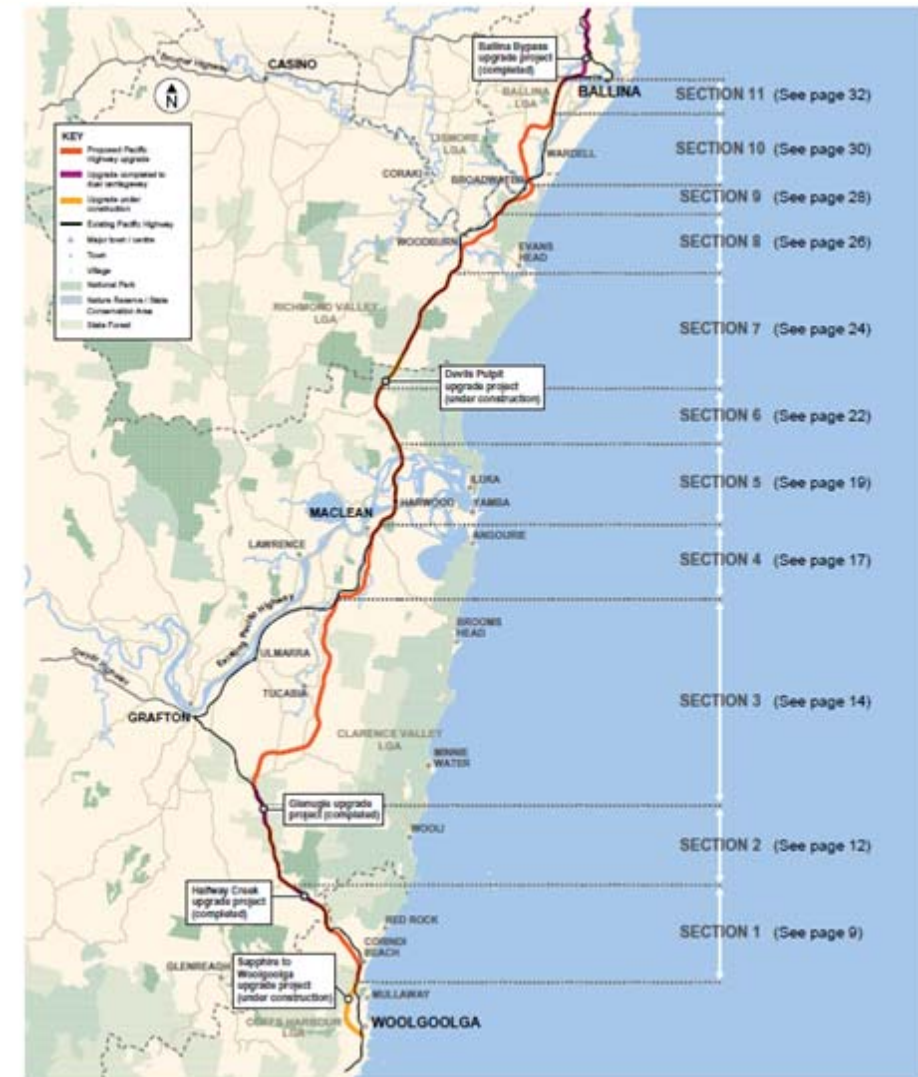 Ballina Bypass
upgrade project
(completed)
Bruxner Highway
CASINO
BALLINA
BALLINA
LGA
SECTION 11 (See page 32)
N
KEY
Proposed Pacific
Highway upgrade
Upgrade completed to
dual carriageway
Upgrade under
construction
Existing Pacific Highway
Major town / centre
Town
Village
National Park
Nature Reserve / State
Conservation Area
State Forest
LISMORE
LGA
WARDELL
SECTION 10 (See page 30)
CORAKI
BROADWATER
SECTION 9 (See page 28)
WOODBURN
EVANS
HEAD
SECTION 8 (See page 26)
RICHMOND VALLEY
LGA
SECTION 7 (See page 24)
Devils Pulpit
upgrade project
(under construction)
SECTION 6 (See page 22)
ILUKA
HARWOOD
YAMBA
SECTION 5 (See page 19)
MACLEAN
ANGOURIE
LAWRENCE
SECTION 4 (See page 17)
Existing Pacific Highway
BROOMS
HEAD
ULMARRA
Gwydir Highway
TUCABIA
SECTION 3 (See page 14)
GRAFTON
CLARENCE VALLEY
LGA
MINNIE
WATER
Glenugie upgrade
project (completed)
WOOLI
SECTION 2 (See page 12)
Halfway Creek
upgrade project
(completed)
RED ROCK
SECTION 1 (See page 9)
CORINDI
BEACH
GLENREAGH
Sapphire to
Woolgoolga
upgrade project
(under construction)
MULLAWAY
COFFS HARBOUR
LGA
WOOLGOOLGA